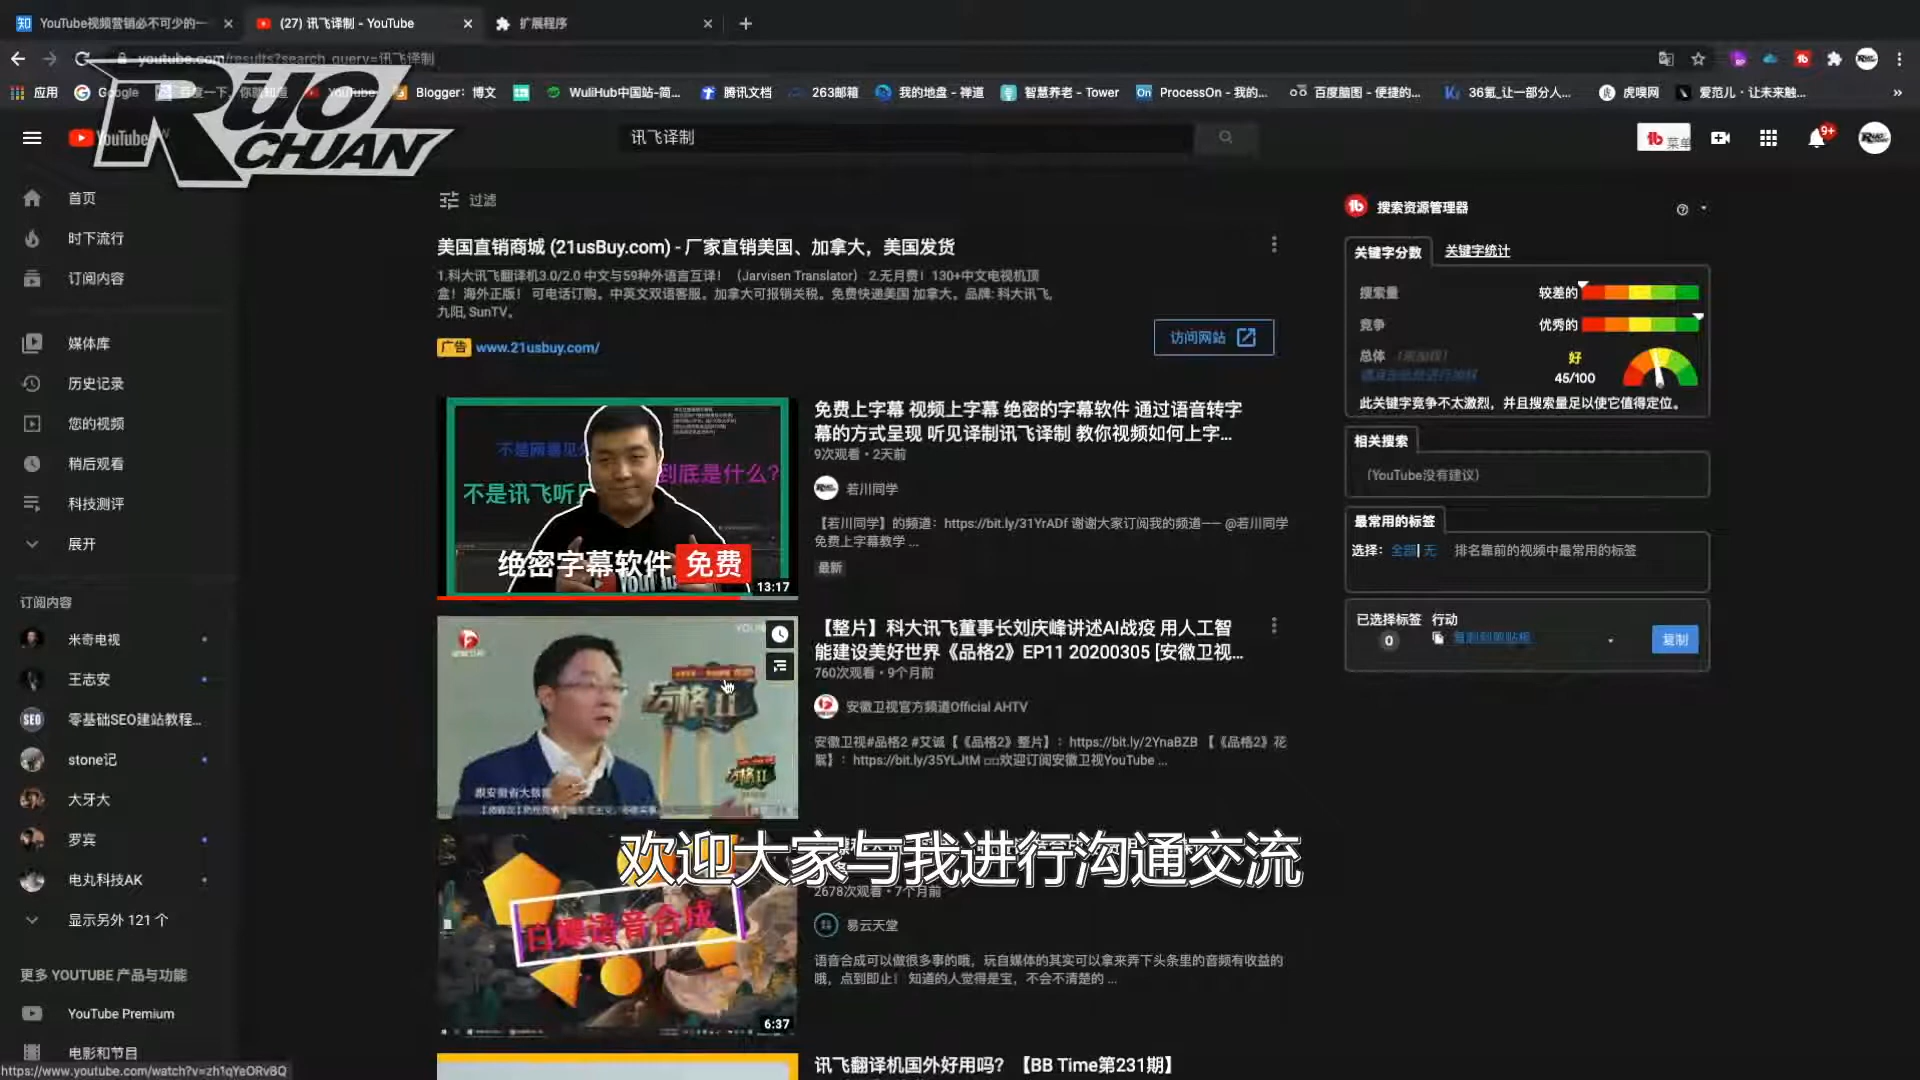 YouTube视频营销必不可少的一
(27) 讯飞译制 - YouTube
扩展程序
youtube.com/results?search_query=讯飞译制
应用
Google
百度一下，你就知道
YouTube
Blogger：博文
WuliHub中国站-简...
腾讯文档
263邮箱
我的地盘 - 禅道
智慧养老 - Tower
ProcessOn - 我的...
百度脑图 - 便捷的...
36氪_让一部分人...
虎嗅网
爱范儿 · 让未来触...
RUO CHUAN
YouTube
讯飞译制
菜单
9+
首页
时下流行
订阅内容
媒体库
历史记录
您的视频
稍后观看
科技测评
展开
订阅内容
米奇电视
王志安
零基础SEO建站教程...
stone记
大牙大
罗宾
电丸科技AK
显示另外 121 个
更多 YOUTUBE 产品与功能
YouTube Premium
电影和节目
https://www.youtube.com/watch?v=zh1qYeORv8Q
过滤
美国直销商城 (21usBuy.com) - 厂家直销美国、加拿大，美国发货
1.科大讯飞翻译机3.0/2.0 中文与59种外语言互译！（Jarvisen Translator） 2.无月费！130+中文电视机顶
盒！海外正版！ 可电话订购。中英文双语客服。加拿大可报销关税。免费快递美国 加拿大。品牌: 科大讯飞,
九阳, SunTV。
广告 www.21usbuy.com/
访问网站
到底是什么?
不是讯飞听见
绝密字幕软件 免费
13:17
免费上字幕 视频上字幕 绝密的字幕软件 通过语音转字
幕的方式呈现 听见译制讯飞译制 教你视频如何上字...
9次观看 • 2天前
若川同学
【若川同学】的频道：https://bit.ly/31YrADf 谢谢大家订阅我的频道—— @若川同学
免费上字幕教学 ...
最新
【整片】科大讯飞董事长刘庆峰讲述AI战疫 用人工智
能建设美好世界《品格2》EP11 20200305 [安徽卫视...
760次观看 • 9个月前
安徽卫视官方频道Official AHTV
安徽卫视#品格2 #艾诚【《品格2》整片】：https://bit.ly/2YnaBZB 【《品格2》花
絮】：https://bit.ly/35YLJtM 欢迎订阅安徽卫视YouTube ...
欢迎大家与我进行沟通交流
2678次观看 • 7个月前
易云天堂
语音合成可以做很多事的哦，玩自媒体的其实可以拿来弄下头条里的音频有收益的
哦，点到即止！ 知道的人觉得是宝，不会不清楚的 ...
白嫖语音合成
6:37
讯飞翻译机国外好用吗？【BB Time第231期】
搜索资源管理器
关键字分数
关键字统计
搜索量
较差的
竞争
优秀的
总体
好
45/100
此关键字竞争不太激烈，并且搜索量足以使它值得定位。
相关搜索
（YouTube没有建议）
最常用的标签
选择： 全部| 无
排名靠前的视频中最常用的标签
已选择标签 行动
0
复制到剪贴板
复制